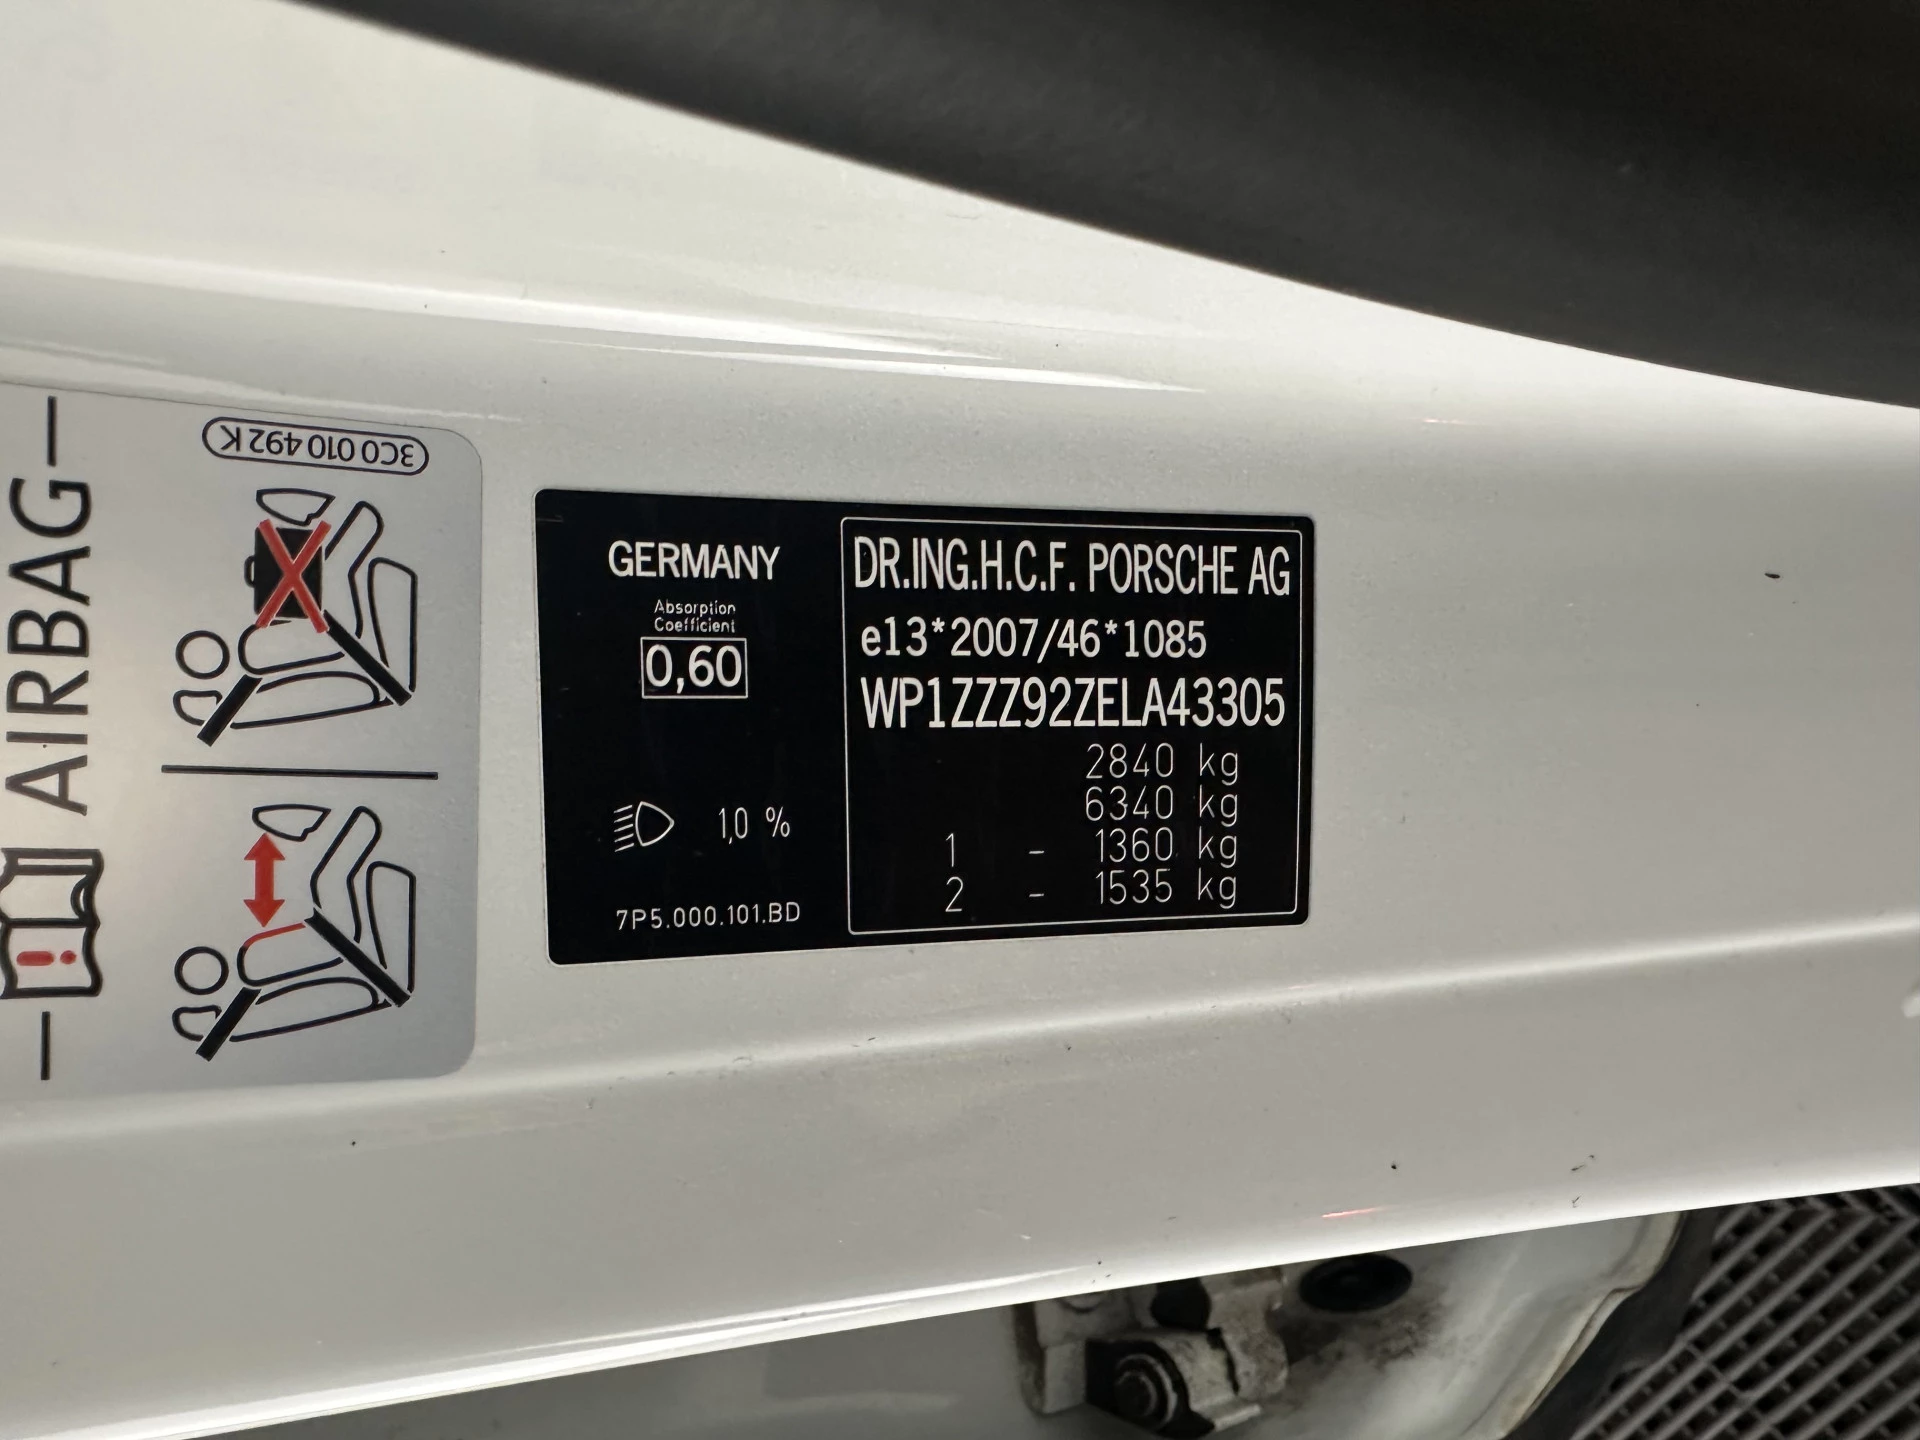 AIRBAG
3C0 010 492 K
GERMANY
Absorption
Coefficient
0,60
1,0 %
7P5.000.101.BD
DR.ING.H.C.F. PORSCHE AG
e13*2007/46*1085
WP1ZZZ92ZELA43305
2840 kg
6340 kg
1 - 1360 kg
2 - 1535 kg